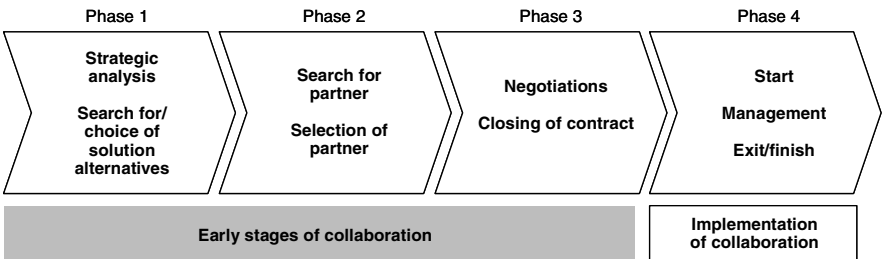 Phase 1
Phase 2
Phase 3
Phase 4
Strategic
analysis
Search for/
choice of
solution
alternatives
Search for
partner
Selection of
partner
Negotiations
Closing of contract
Start
Management
Exit/finish
Early stages of collaboration
Implementation
of collaboration